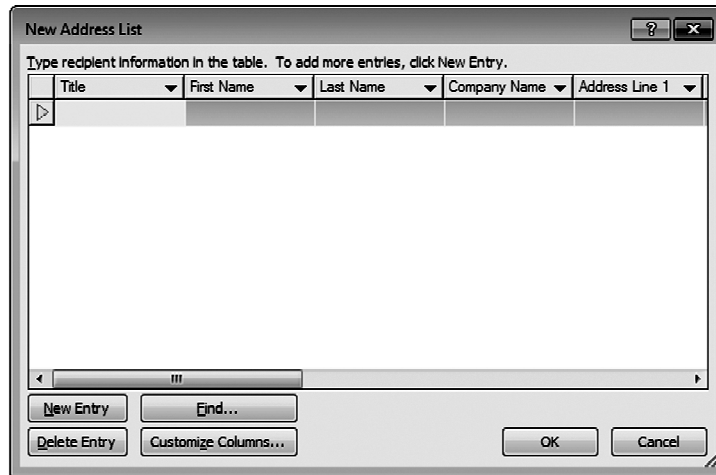 New Address List
Type recipient information in the table. To add more entries, click New Entry.
Title First Name Last Name Company Name Address Line 1
New Entry Find...
Delete Entry Customize Columns... OK Cancel